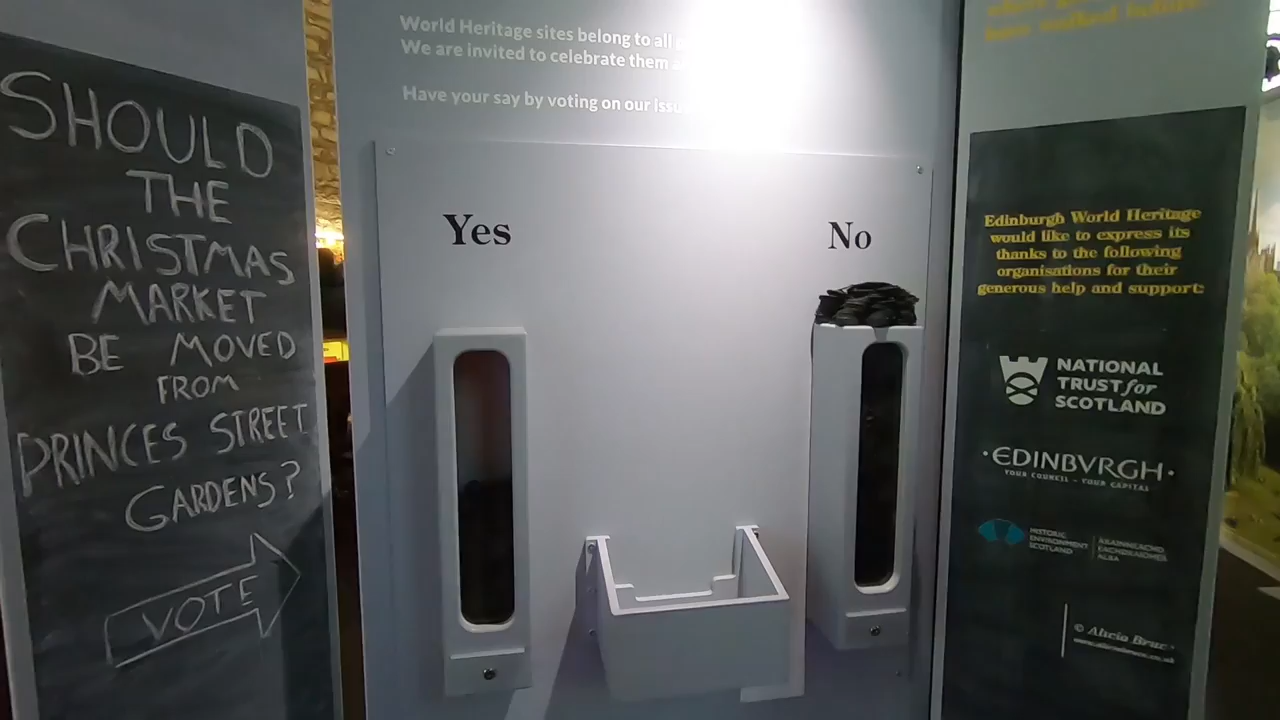 SHOULD
THE
CHRISTMAS
MARKET
BE MOVED
FROM
PRINCES STREET
GARDENS?
VOTE
World Heritage sites belong to all
We are invited to celebrate them
Have your say by voting on our
Yes
No
Edinburgh World Heritage
would like to express its
thanks to the following
organisations for their
generous help and support:
NATIONAL
TRUST for
SCOTLAND
·EDINBVRGH·
YOUR COUNCIL – YOUR CAPITAL
HISTORIC
ENVIRONMENT
SCOTLAND
ÀRAINNEACHD
EACHDRAIDHEIL
ALBA
© Alicia Bruce